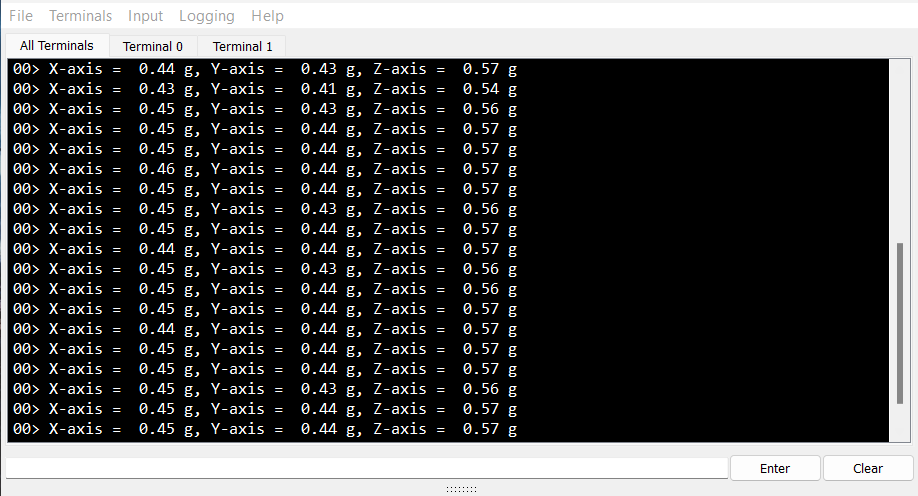 File Terminals Input Logging Help
All Terminals Terminal 0 Terminal 1
00> X-axis =  0.44 g, Y-axis =  0.43 g, Z-axis =  0.57 g
00> X-axis =  0.43 g, Y-axis =  0.41 g, Z-axis =  0.54 g
00> X-axis =  0.45 g, Y-axis =  0.43 g, Z-axis =  0.56 g
00> X-axis =  0.45 g, Y-axis =  0.44 g, Z-axis =  0.57 g
00> X-axis =  0.45 g, Y-axis =  0.44 g, Z-axis =  0.57 g
00> X-axis =  0.46 g, Y-axis =  0.44 g, Z-axis =  0.57 g
00> X-axis =  0.45 g, Y-axis =  0.44 g, Z-axis =  0.57 g
00> X-axis =  0.45 g, Y-axis =  0.43 g, Z-axis =  0.56 g
00> X-axis =  0.45 g, Y-axis =  0.44 g, Z-axis =  0.57 g
00> X-axis =  0.44 g, Y-axis =  0.44 g, Z-axis =  0.57 g
00> X-axis =  0.45 g, Y-axis =  0.43 g, Z-axis =  0.56 g
00> X-axis =  0.45 g, Y-axis =  0.44 g, Z-axis =  0.56 g
00> X-axis =  0.45 g, Y-axis =  0.44 g, Z-axis =  0.57 g
00> X-axis =  0.44 g, Y-axis =  0.44 g, Z-axis =  0.57 g
00> X-axis =  0.45 g, Y-axis =  0.44 g, Z-axis =  0.57 g
00> X-axis =  0.45 g, Y-axis =  0.44 g, Z-axis =  0.57 g
00> X-axis =  0.45 g, Y-axis =  0.43 g, Z-axis =  0.56 g
00> X-axis =  0.45 g, Y-axis =  0.44 g, Z-axis =  0.57 g
00> X-axis =  0.45 g, Y-axis =  0.44 g, Z-axis =  0.57 g
Enter Clear